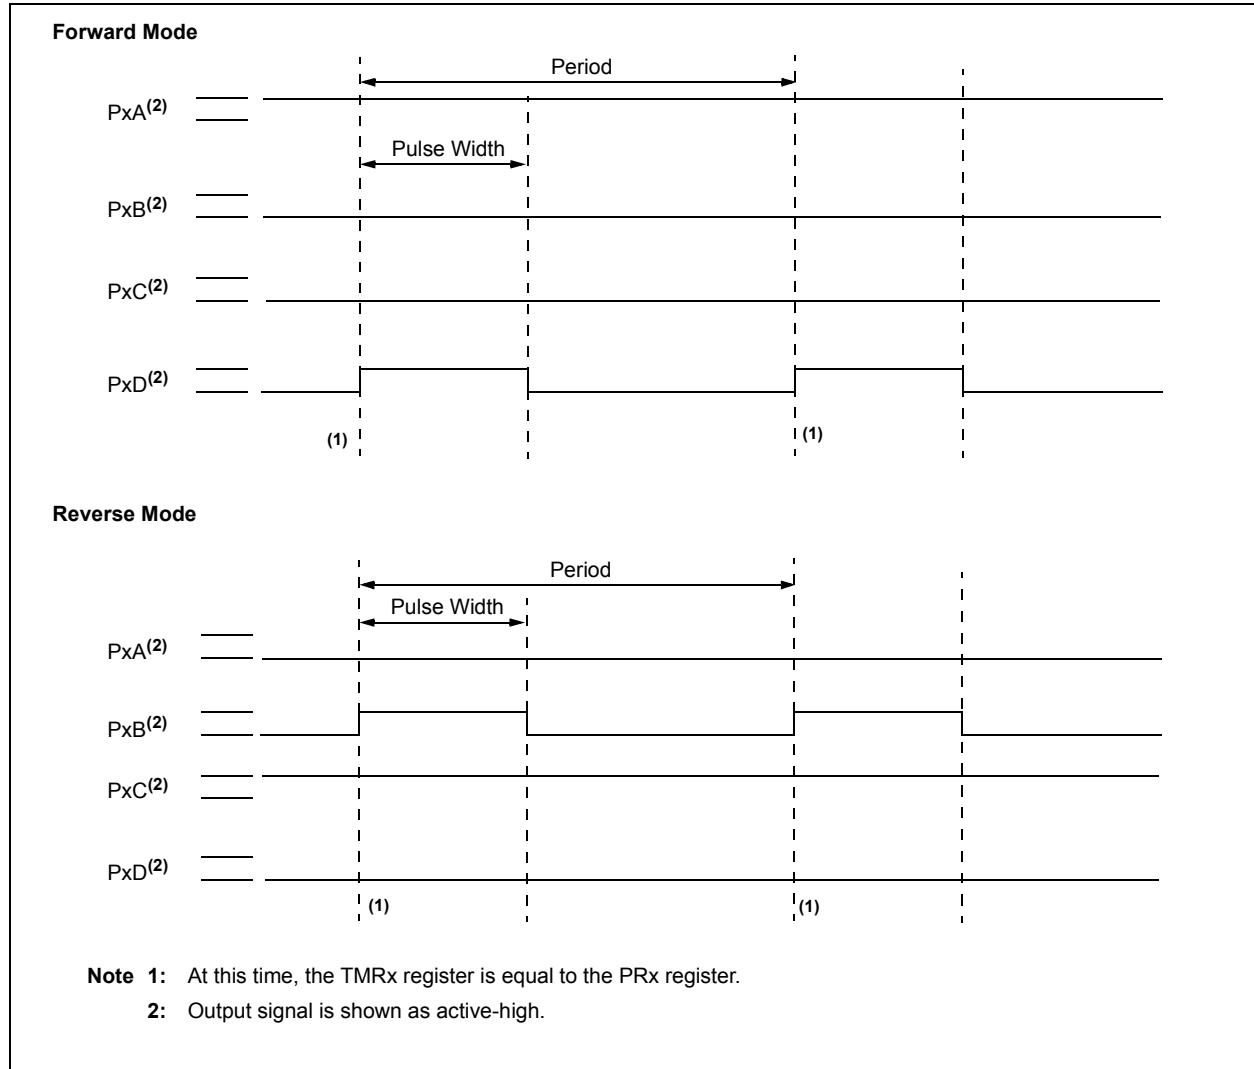 Forward Mode
Period
PxA(2)
Pulse Width
PxB(2)
PxC(2)
PxD(2)
(1)
(1)
Reverse Mode
Period
Pulse Width
PxA(2)
PxB(2)
PxC(2)
PxD(2)
(1)
(1)
Note 1: At this time, the TMRx register is equal to the PRx register.
2: Output signal is shown as active-high.